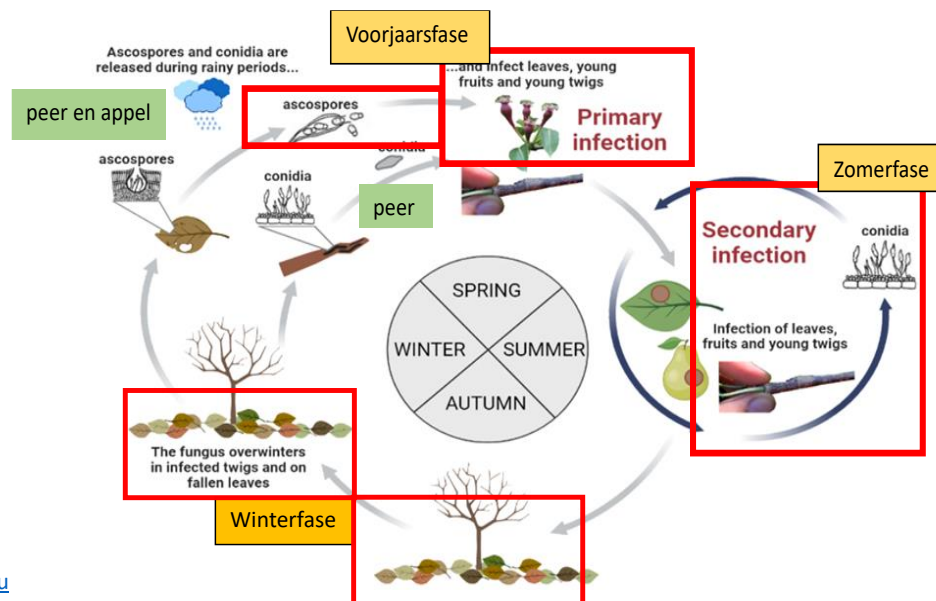 Voorjaarsfase
Ascospores and conidia are
released during rainy periods...
...and infect leaves, young
fruits and young twigs
peer en appel
ascospores
Primary
infection
conidia
ascospores
conidia
peer
Zomerfase
Secondary
infection
conidia
Infection of leaves,
fruits and young twigs
SPRING
WINTER
SUMMER
AUTUMN
The fungus overwinters
in infected twigs and on
fallen leaves
Winterfase
u